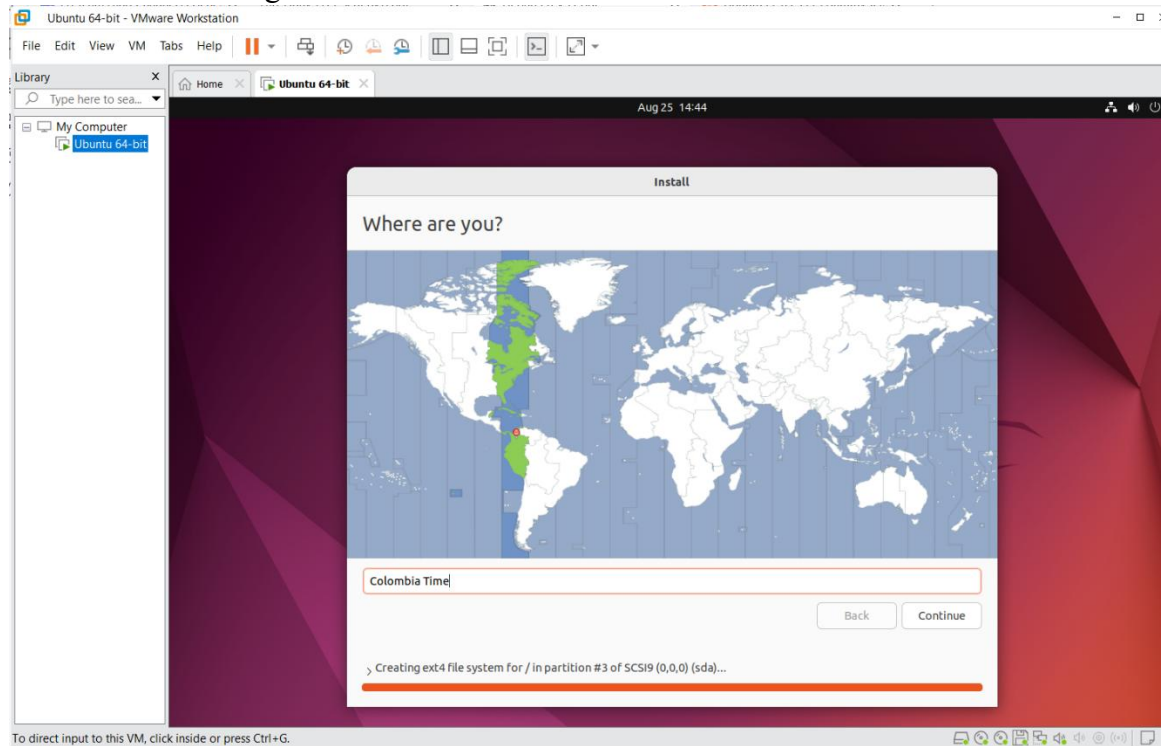 Ubuntu 64-bit - VMware Workstation
File Edit View VM Tabs Help
Library X
Home Ubuntu 64-bit
Type here to sea...
Aug 25 14:44
My Computer
Ubuntu 64-bit
Install
Where are you?
Colombia Time
Back Continue
Creating ext4 file system for / in partition #3 of SCSI9 (0,0,0) (sda)...
To direct input to this VM, click inside or press Ctrl+G.